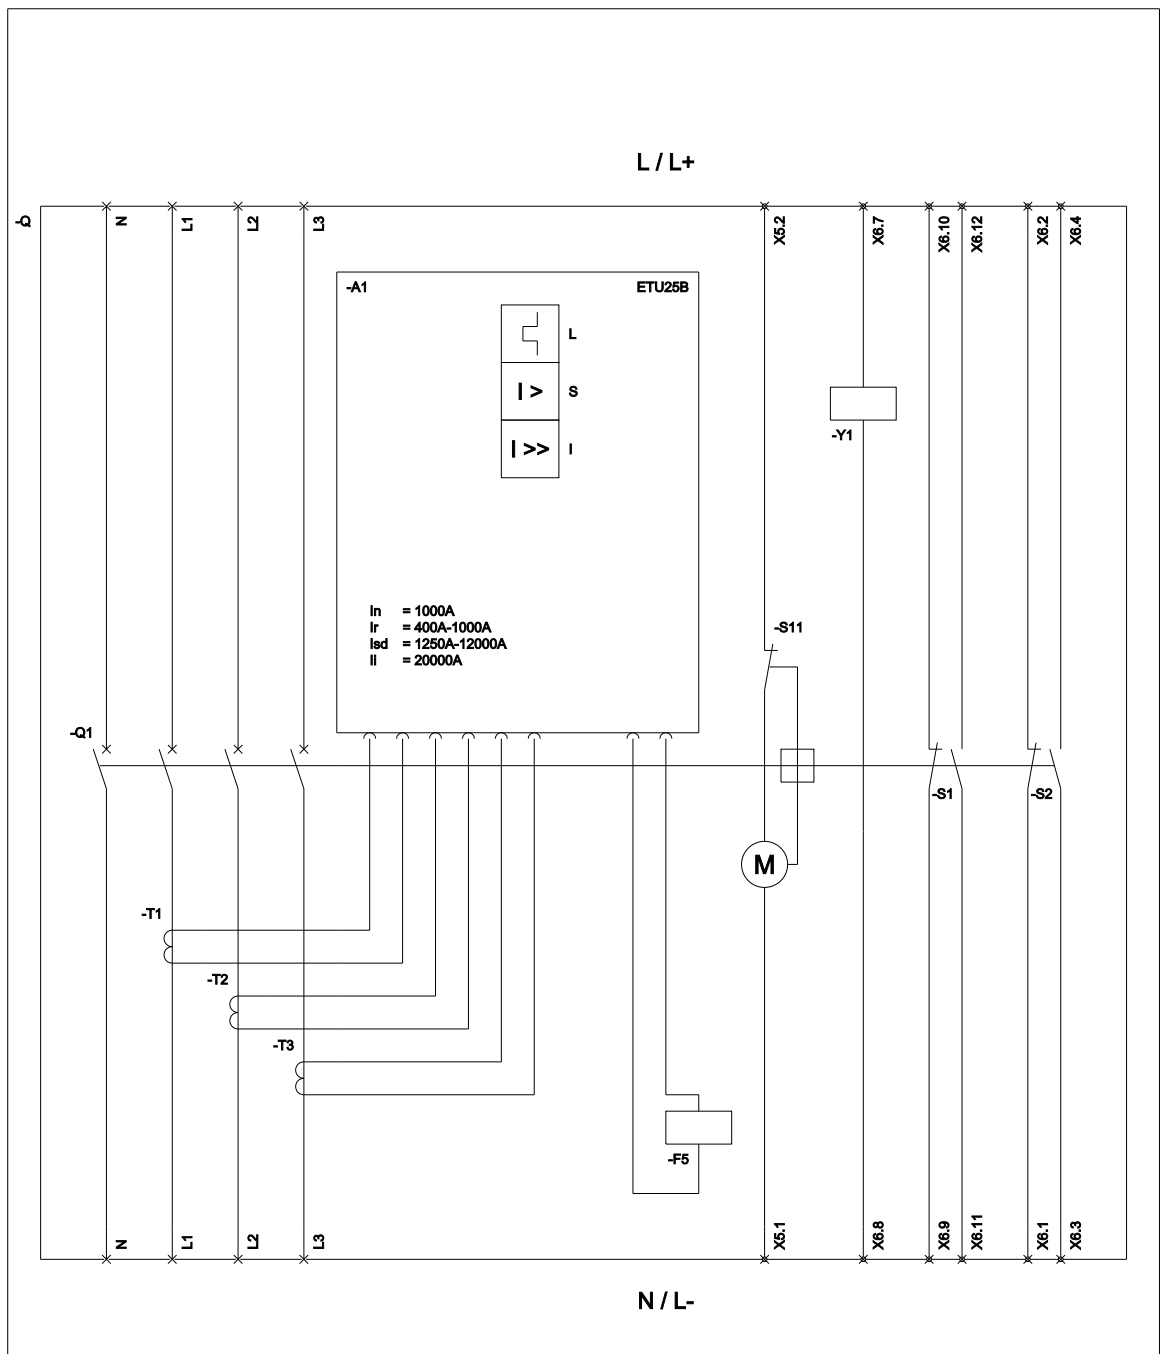 L / L+
-Q
N
L1
L2
L3
X5.2
X6.7
X6.10
X6.12
X6.2
X6.4
-A1
ETU25B
L
I >
S
I >>
I
-Y1
In = 1000A
Ir = 400A-1000A
Isd = 1250A-12000A
Ii = 20000A
-S11
-Q1
-S1
-S2
M
-T1
-T2
-T3
-F5
N
L1
L2
L3
X5.1
X6.8
X6.9
X6.11
X6.1
X6.3
N / L-